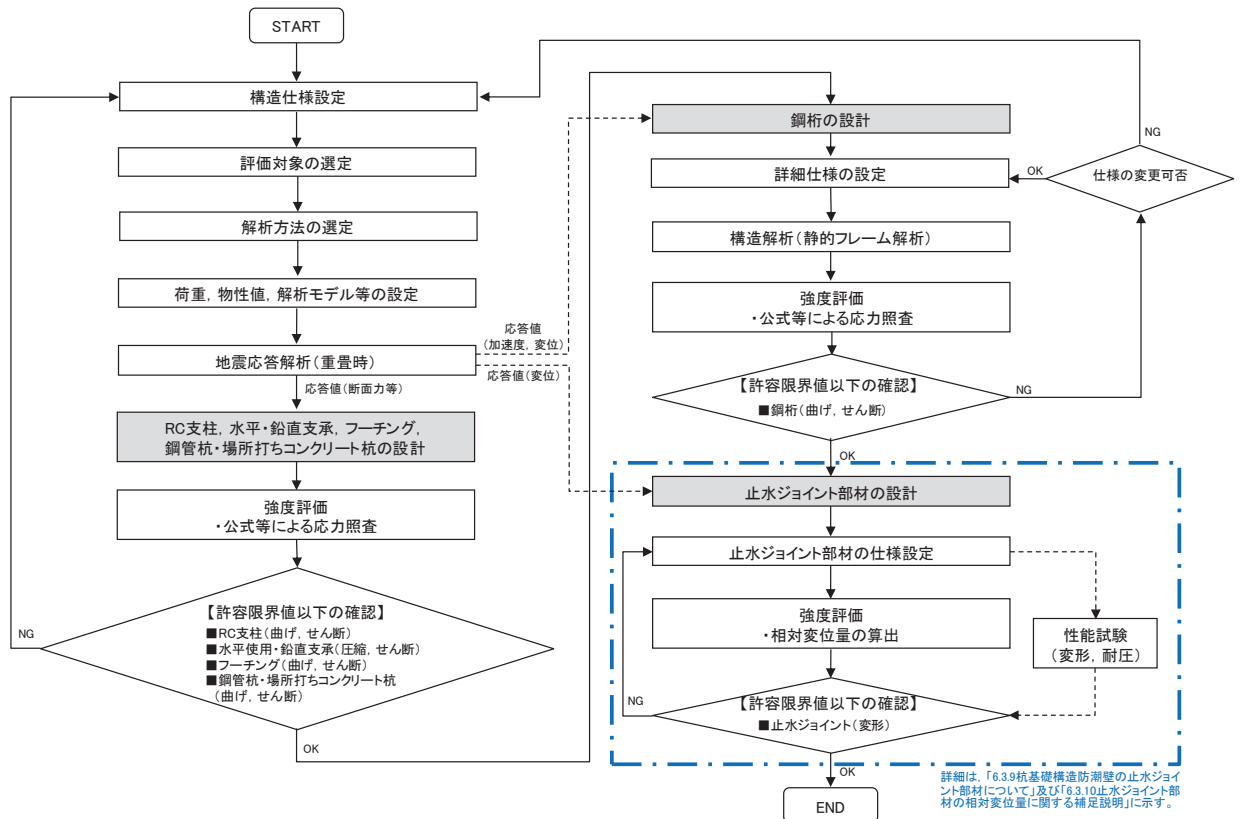 START
構造仕様設定
評価対象の選定
解析方法の選定
荷重，物性値，解析モデル等の設定
地震応答解析（重畳時）
応答値
（加速度，変位）
応答値（変位）
応答値（断面力等）
RC支柱，水平・鉛直支承，フーチング，
鋼管杭・場所打ちコンクリート杭の設計
強度評価
・公式等による応力照査
【許容限界値以下の確認】
■RC支柱（曲げ，せん断）
■水平使用・鉛直支承（圧縮，せん断）
■フーチング（曲げ，せん断）
■鋼管杭・場所打ちコンクリート杭
（曲げ，せん断）
NG
OK
鋼桁の設計
詳細仕様の設定
OK
仕様の変更可否
NG
構造解析（静的フレーム解析）
強度評価
・公式等による応力照査
【許容限界値以下の確認】
■鋼桁（曲げ，せん断）
NG
OK
止水ジョイント部材の設計
止水ジョイント部材の仕様設定
強度評価
・相対変位量の算出
性能試験
（変形，耐圧）
【許容限界値以下の確認】
■止水ジョイント（変形）
NG
OK
END
詳細は，「6.3.9杭基礎構造防潮壁の止水ジョイ
ント部材について」及び「6.3.10止水ジョイント部
材の相対変位量に関する補足説明」に示す。